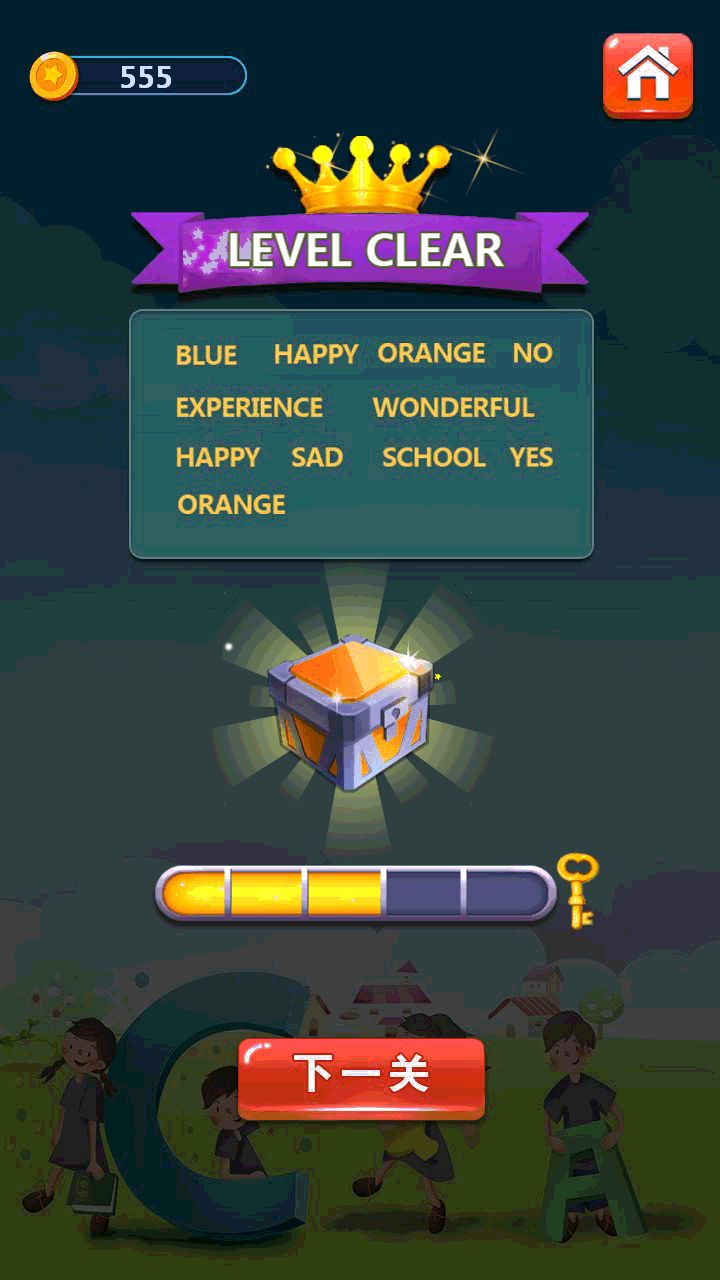 555
LEVEL CLEAR
BLUE HAPPY ORANGE NO
EXPERIENCE WONDERFUL
HAPPY SAD SCHOOL YES
ORANGE
下一关